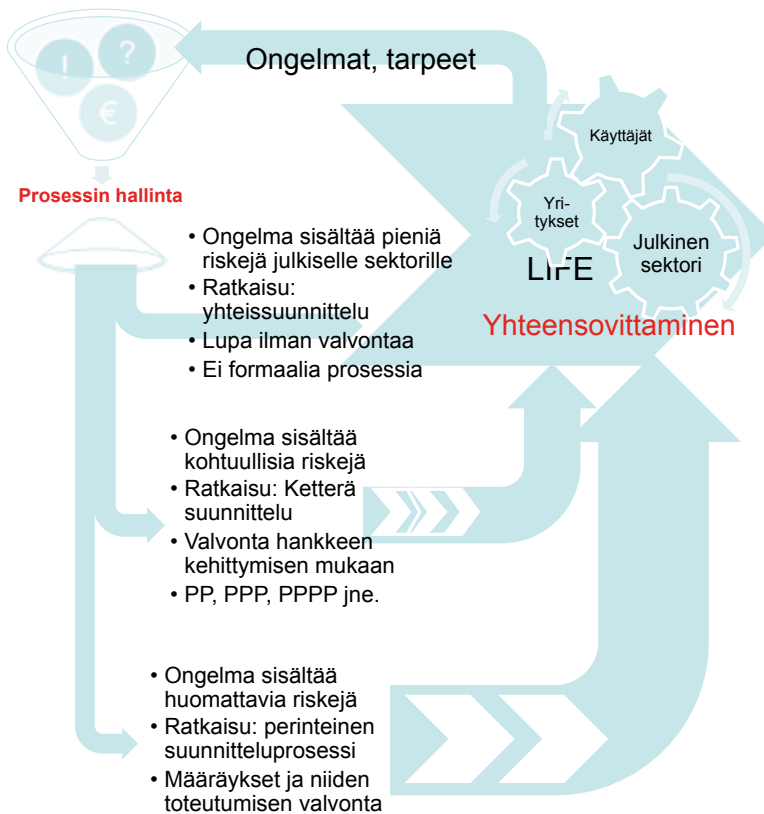 !
?
€
Ongelmat, tarpeet
Käyttäjät
Yri-
tykset
Julkinen
sektori
LIFE
Yhteensovittaminen
Prosessin hallinta
• Ongelma sisältää pieniä
riskejä julkiselle sektorille
• Ratkaisu:
yhteissuunnittelu
• Lupa ilman valvontaa
• Ei formaalia prosessia
• Ongelma sisältää
kohtuullisia riskejä
• Ratkaisu: Ketterä
suunnittelu
• Valvonta hankkeen
kehittymisen mukaan
• PP, PPP, PPPP jne.
• Ongelma sisältää
huomattavia riskejä
• Ratkaisu: perinteinen
suunnitteluprosessi
• Määräykset ja niiden
toteutumisen valvonta